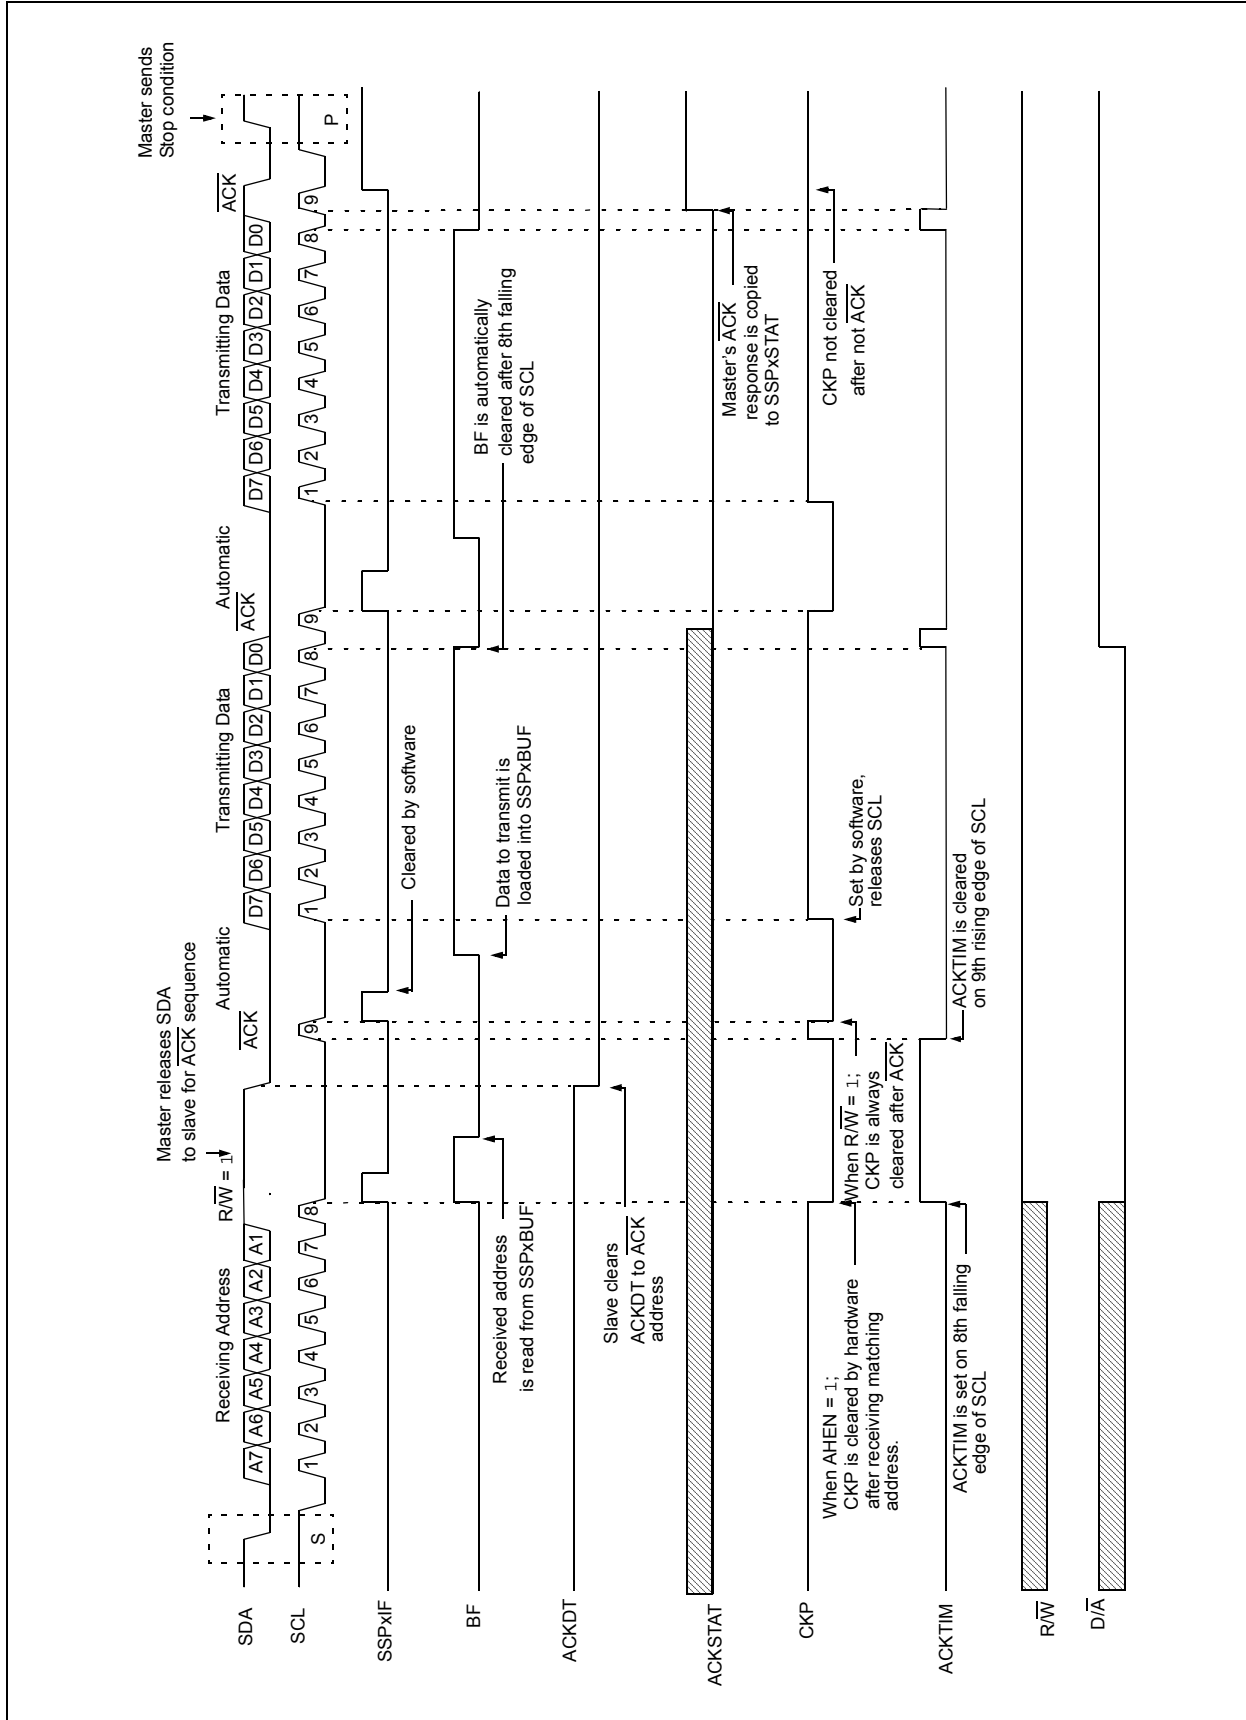 Master releases SDA
to slave for ACK sequence
Master sends
Stop condition
Receiving Address
R/W = 1
ACK
Automatic
Transmitting Data
ACK
Automatic
Transmitting Data
ACK
SDA
A7 A6 A5 A4 A3 A2 A1
D7 D6 D5 D4 D3 D2 D1 D0
D7 D6 D5 D4 D3 D2 D1 D0
SCL
S
1 2 3 4 5 6 7 8 9
1 2 3 4 5 6 7 8 9
1 2 3 4 5 6 7 8 9
P
SSPxIF
Cleared by software
BF
Received address
is read from SSPxBUF
Data to transmit is
loaded into SSPxBUF
BF is automatically
cleared after 8th falling
edge of SCL
ACKDT
Slave clears
ACKDT to ACK
address
ACKSTAT
Master's ACK
response is copied
to SSPxSTAT
CKP
When AHEN = 1;
CKP is cleared by hardware
after receiving matching
address.
When R/W = 1;
CKP is always
cleared after ACK
Set by software,
releases SCL
CKP not cleared
after not ACK
ACKTIM
ACKTIM is set on 8th falling
edge of SCL
ACKTIM is cleared
on 9th rising edge of SCL
R/W
D/A